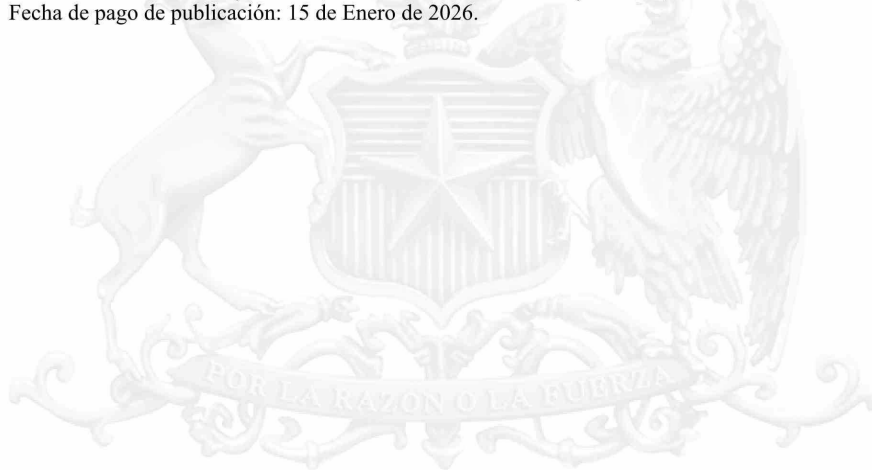 Fecha de pago de publicación: 15 de Enero de 2026.
POR LA RAZON O LA FUERZA